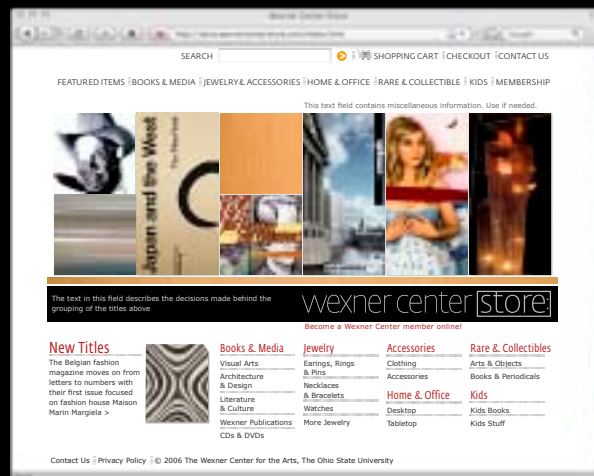 Wexner Center Store
SEARCH SHOPPING CART CHECKOUT CONTACT US
FEATURED ITEMS BOOKS & MEDIA JEWELRY & ACCESSORIES HOME & OFFICE RARE & COLLECTIBLE KIDS MEMBERSHIP
This text field contains miscellaneous information. Use if needed.
Japan and the West
The text in this field describes the decisions made behind the
grouping of the titles above
wexner center store:
Become a Wexner Center member online!
New Titles
The Belgian fashion
magazine moves on from
letters to numbers with
their first issue focused
on fashion house Maison
Marin Margiela >
Books & Media
Visual Arts
Architecture
& Design
Literature
& Culture
Wexner Publications
CDs & DVDs
Jewelry
Earings, Rings
& Pins
Necklaces
& Bracelets
Watches
More Jewelry
Accessories
Clothing
Accessories
Home & Office
Desktop
Tabletop
Rare & Collectibles
Arts & Objects
Books & Periodicals
Kids
Kids Books
Kids Stuff
Contact Us Privacy Policy © 2006 The Wexner Center for the Arts, The Ohio State University